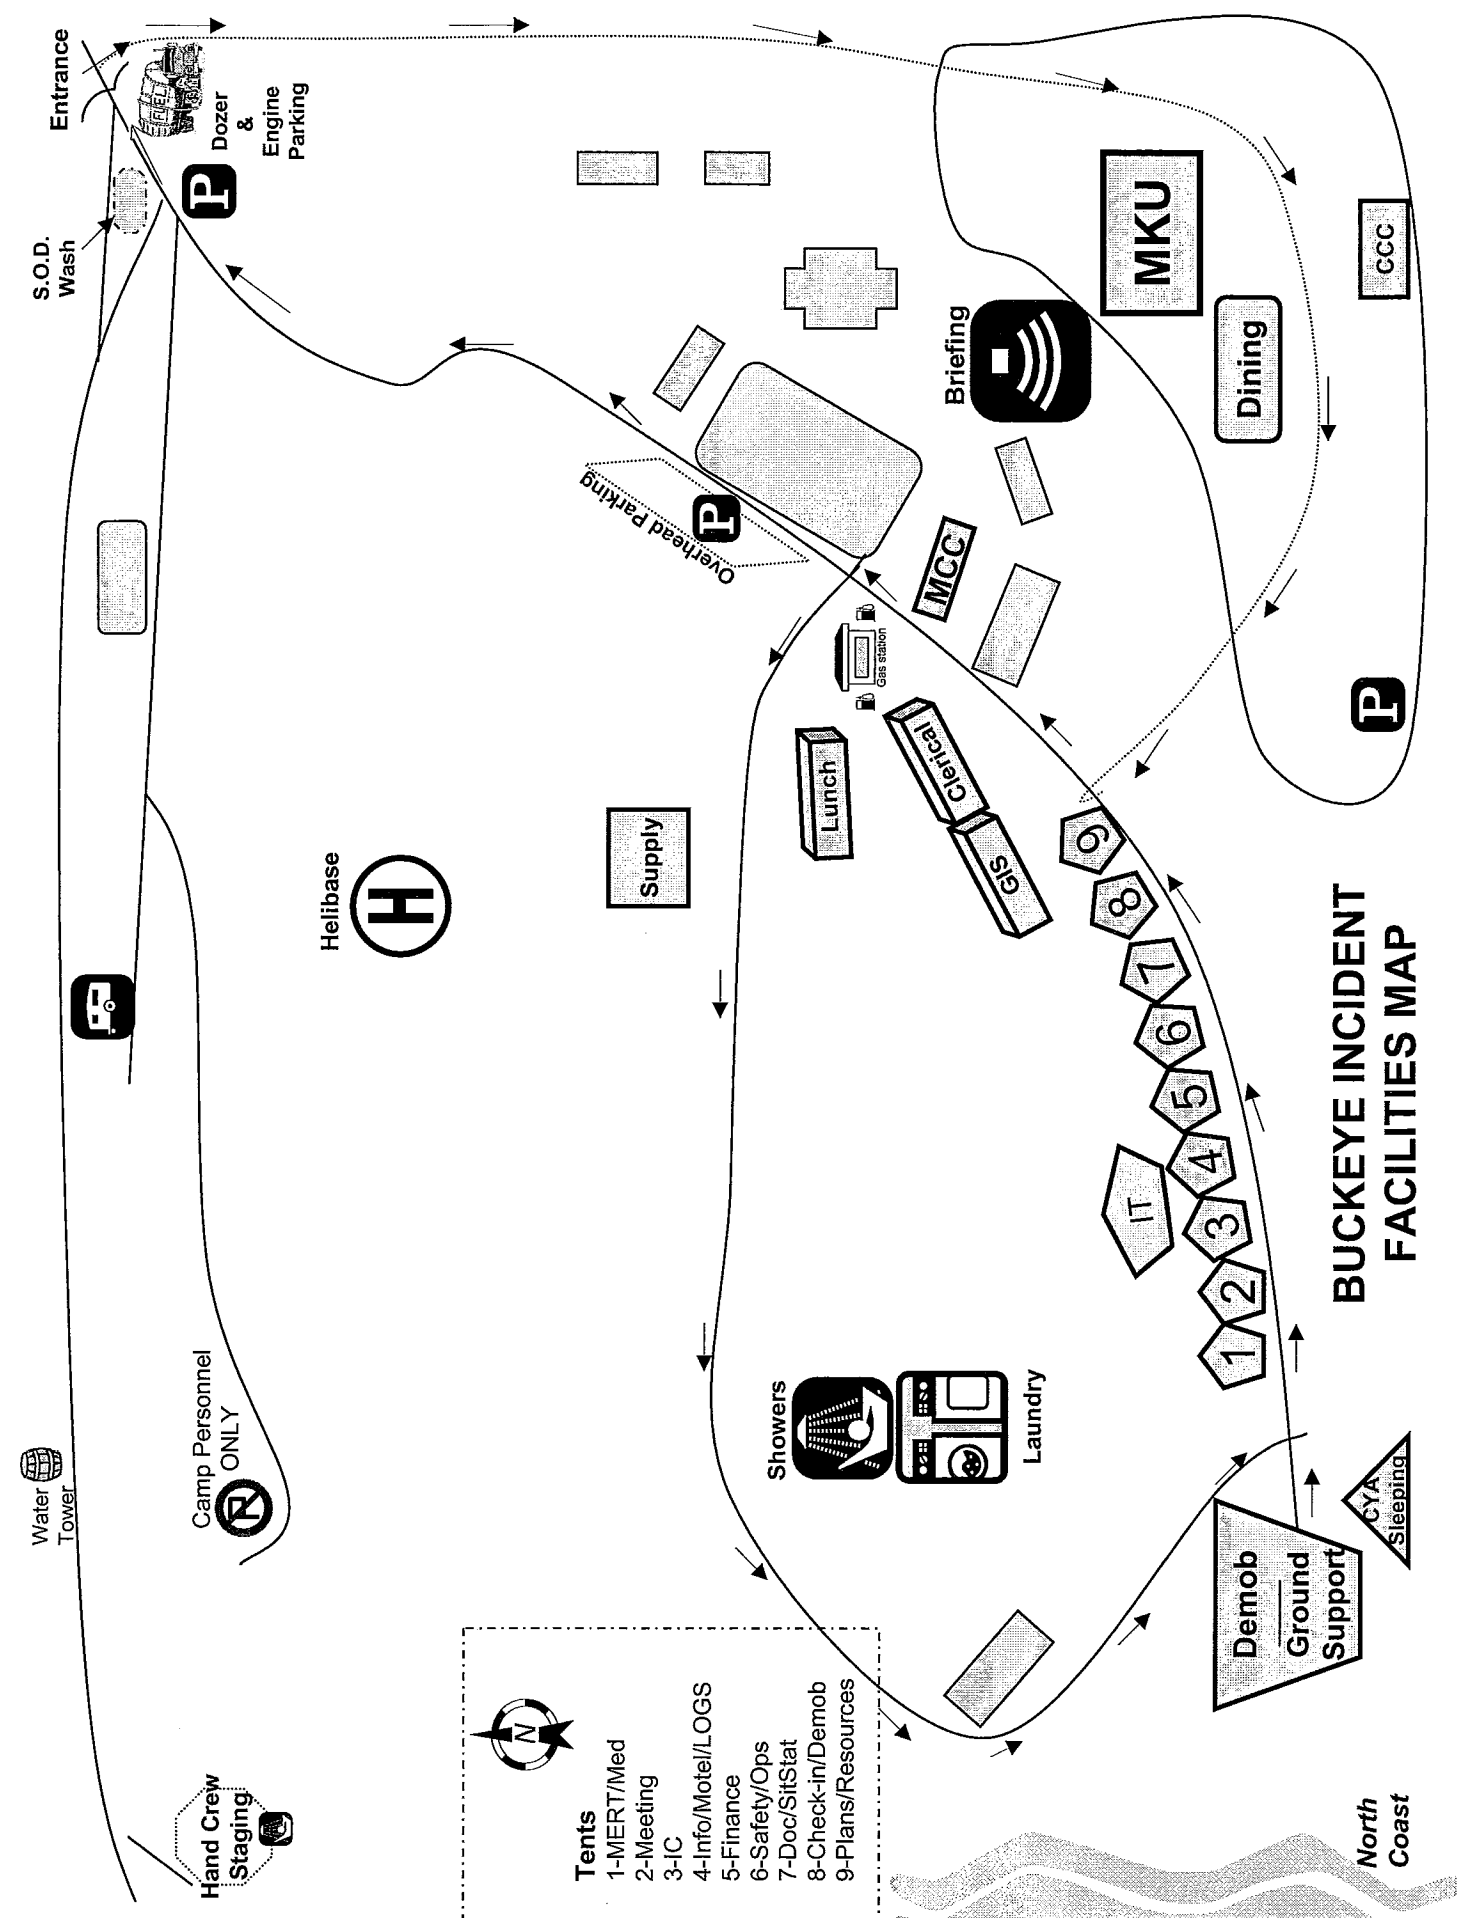 Entrance
FUEL
Dozer
&
Engine
Parking
P
S.O.D.
Wash
Overhead Parking
P
Briefing
MKU
Dining
CCC
P
MCC
Gas station
Lunch
Clerical
GIS
Supply
Helibase
H
9
8
7
6
5
4
3
2
1
IT
Water
Tower
Camp Personnel
ONLY
P
Showers
Laundry
CYA
Sleeping
Demob
Ground
Support
Hand Crew
Staging
N
Tents
1-MERT/Med
2-Meeting
3-IC
4-Info/Motel/LOGS
5-Finance
6-Safety/Ops
7-Doc/SitStat
8-Check-in/Demob
9-Plans/Resources
North
Coast
BUCKEYE INCIDENT
FACILITIES MAP